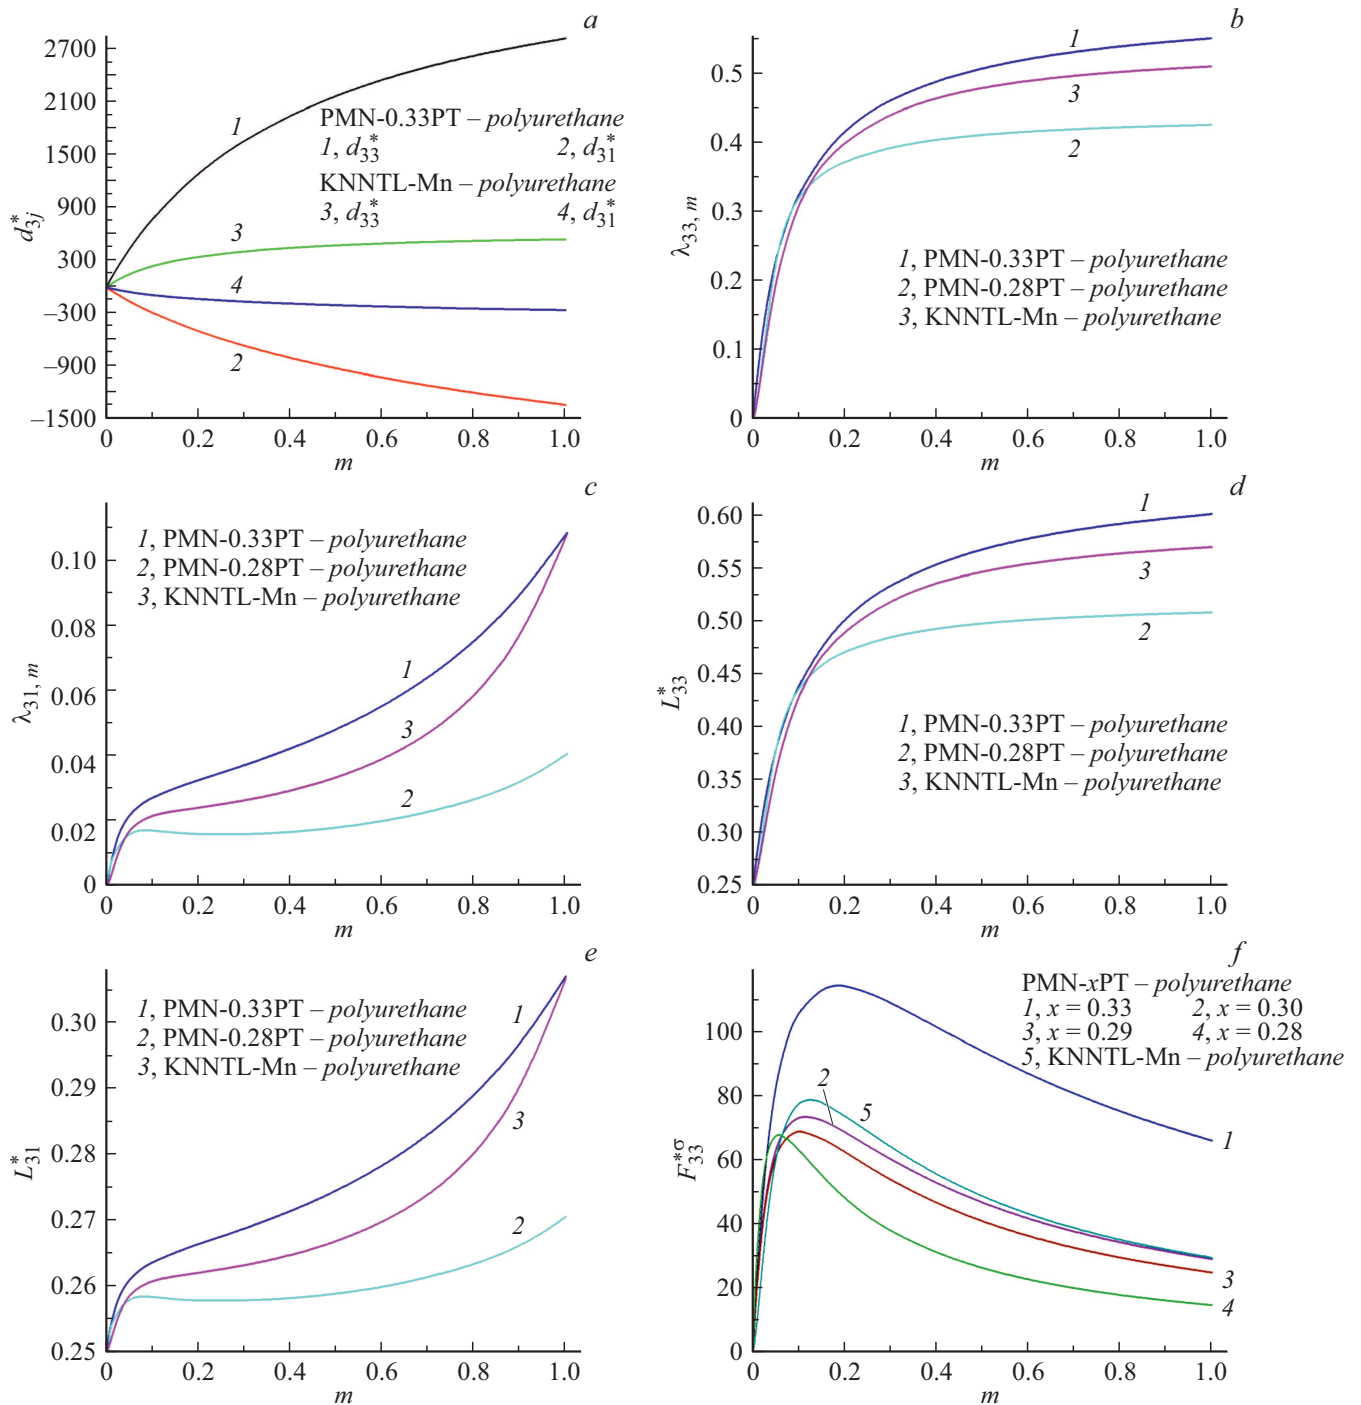 a
2700
2100
1500
900
300
–300
–900
–1500
d*3j
1
PMN-0.33PT – polyurethane
1, d*33 2, d*31
KNNTL-Mn – polyurethane
3, d*33 4, d*31
3
4
2
0 0.2 0.4 0.6 0.8 1.0
m
b
0.5
0.4
0.3
0.2
0.1
0
λ33, m
1
3
2
1, PMN-0.33PT – polyurethane
2, PMN-0.28PT – polyurethane
3, KNNTL-Mn – polyurethane
0 0.2 0.4 0.6 0.8 1.0
m
c
0.10
0.08
0.06
0.04
0.02
0
λ31, m
1, PMN-0.33PT – polyurethane
2, PMN-0.28PT – polyurethane
3, KNNTL-Mn – polyurethane
1
3
2
0 0.2 0.4 0.6 0.8 1.0
m
d
0.60
0.55
0.50
0.45
0.40
0.35
0.30
0.25
L*33
1
3
2
1, PMN-0.33PT – polyurethane
2, PMN-0.28PT – polyurethane
3, KNNTL-Mn – polyurethane
0 0.2 0.4 0.6 0.8 1.0
m
e
0.30
0.29
0.28
0.27
0.26
0.25
L*31
1, PMN-0.33PT – polyurethane
2, PMN-0.28PT – polyurethane
3, KNNTL-Mn – polyurethane
1
3
2
0 0.2 0.4 0.6 0.8 1.0
m
f
100
80
60
40
20
0
F*σ33
PMN-xPT – polyurethane
1, x = 0.33 2, x = 0.30
3, x = 0.29 4, x = 0.28
5, KNNTL-Mn – polyurethane
2
5
1
3
4
0 0.2 0.4 0.6 0.8 1.0
m